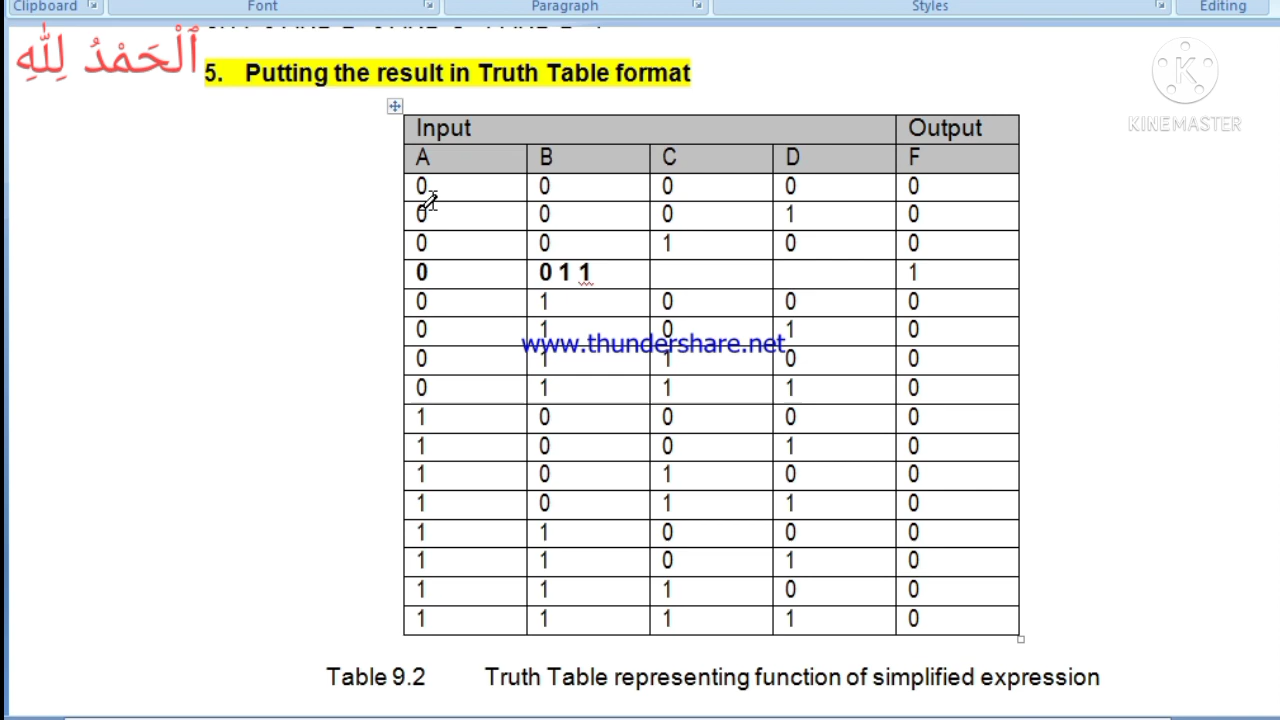 Clipboard Font Paragraph Styles Editing
ٱلْحَمْدُ لِلَّٰهِ
5. Putting the result in Truth Table format
KINEMASTER
Input Output
A B C D F
0 0 0 0 0
0 0 0 1 0
0 0 1 0 0
0 0 1 1 1
0 1 0 0 0
0 1 0 1 0
www.thundershare.net
0 1 1 0 0
0 1 1 1 0
1 0 0 0 0
1 0 0 1 0
1 0 1 0 0
1 0 1 1 0
1 1 0 0 0
1 1 0 1 0
1 1 1 0 0
1 1 1 1 0
Table 9.2 Truth Table representing function of simplified expression